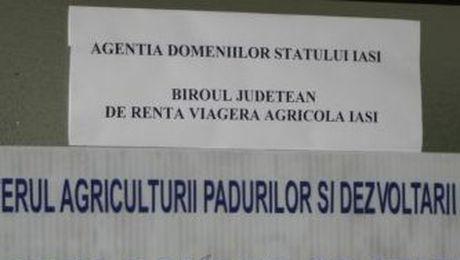 AGENTIA DOMENIILOR STATULUI IASI
BIROUL JUDETEAN
DE RENTA VIAGERA AGRICOLA IASI
ERUL AGRICULTURII PADURILOR SI DEZVOLTARII